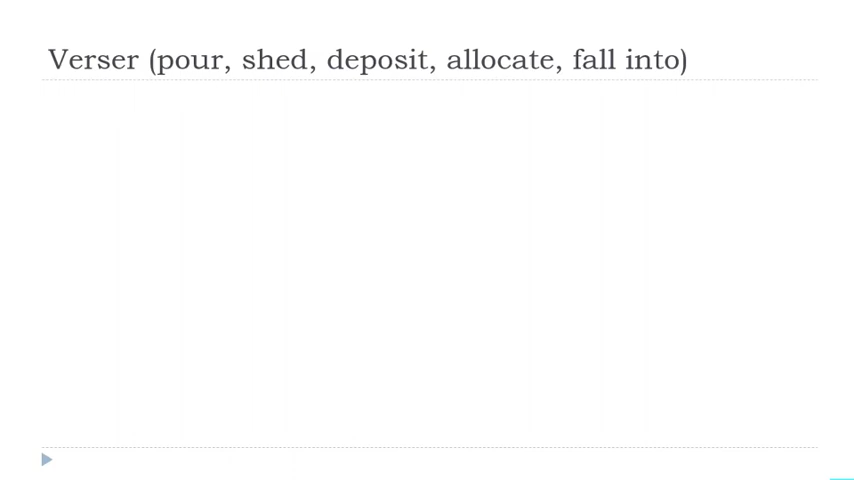 Verser (pour, shed, deposit, allocate, fall into)